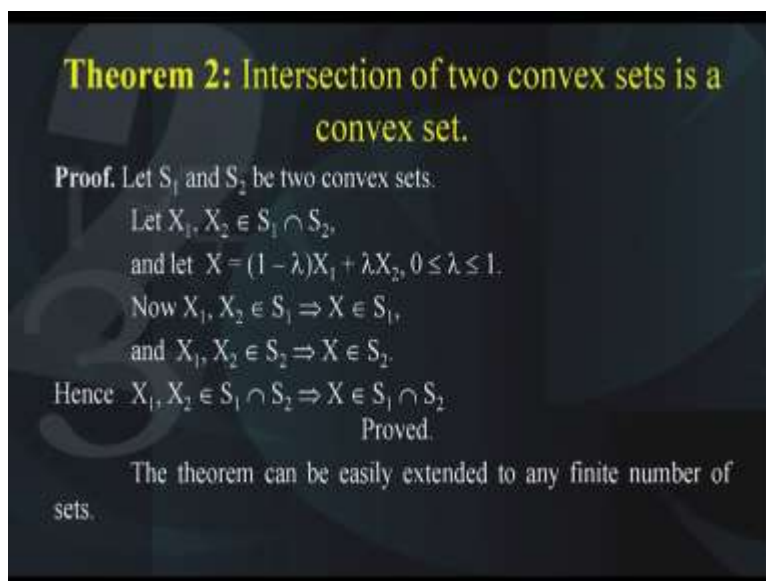 Theorem 2: Intersection of two convex sets is a
convex set.
Proof. Let S₁ and S₂ be two convex sets.
Let X₁, X₂ ∈ S₁ ∩ S₂,
and let X = (1 – λ)X₁ + λX₂, 0 ≤ λ ≤ 1.
Now X₁, X₂ ∈ S₁ ⇒ X ∈ S₁,
and X₁, X₂ ∈ S₂ ⇒ X ∈ S₂.
Hence X₁, X₂ ∈ S₁ ∩ S₂ ⇒ X ∈ S₁ ∩ S₂
Proved.
The theorem can be easily extended to any finite number of
sets.